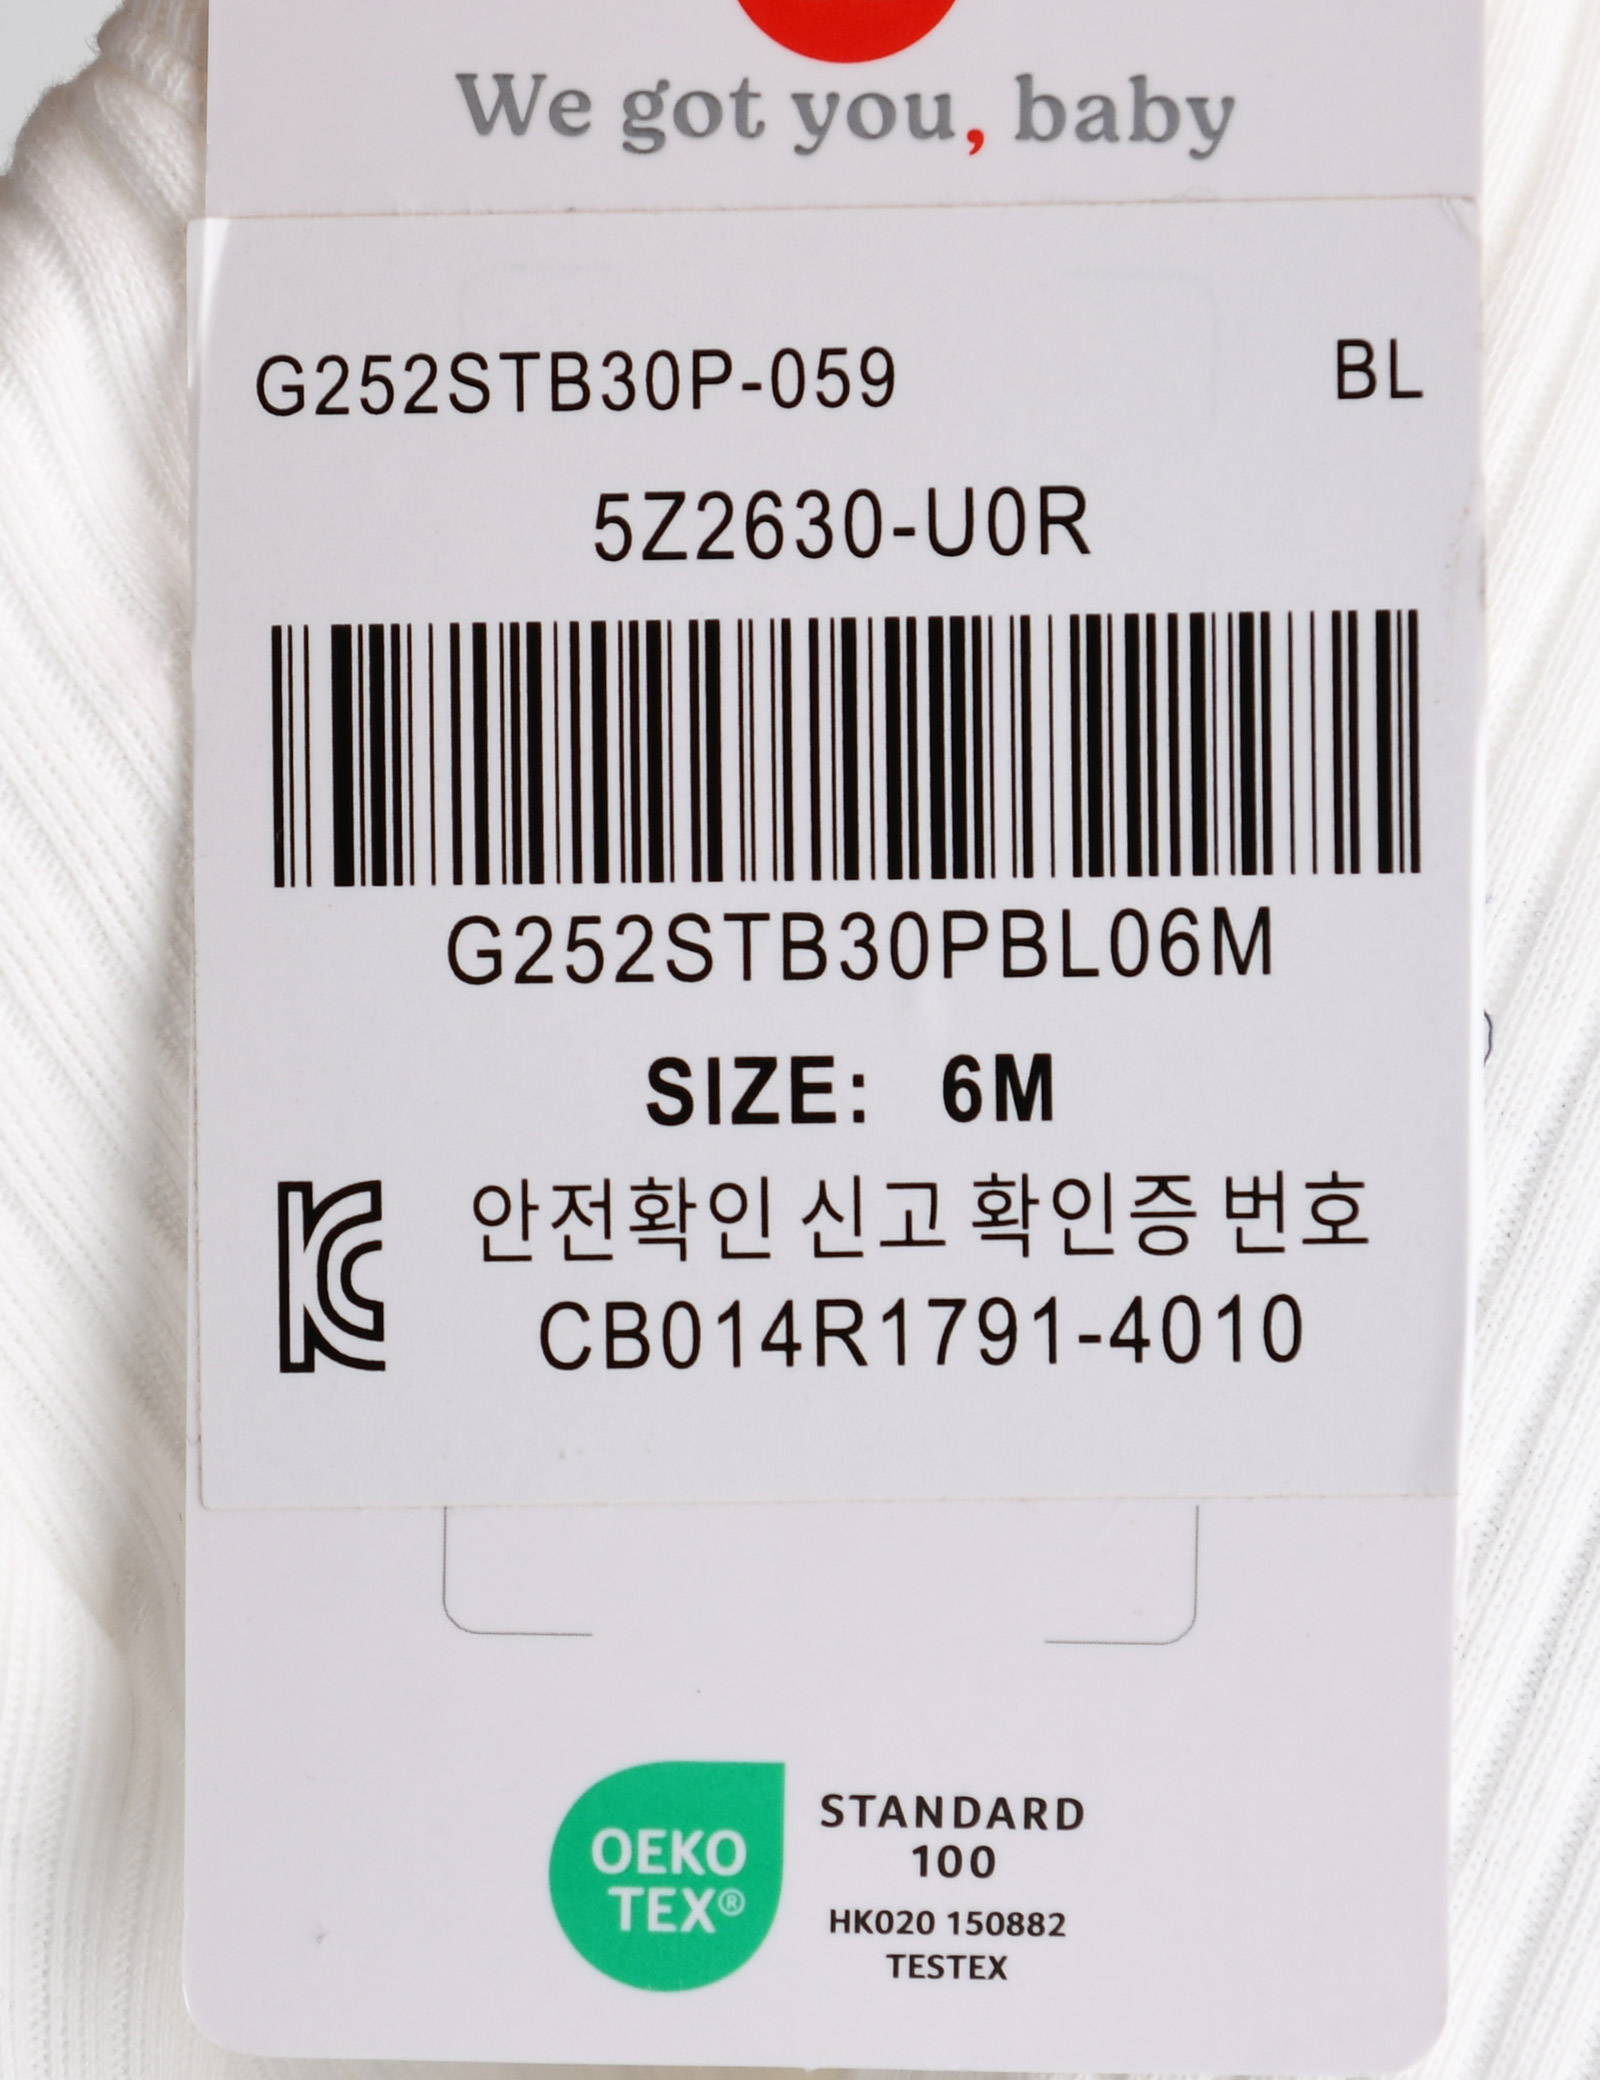 We got you, baby
G252STB30P-059 BL
5Z2630-U0R
G252STB30PBL06M
SIZE: 6M
KC 안전확인 신고 확인증 번호
CB014R1791-4010
OEKO
TEX®
STANDARD
100
HK020 150882
TESTEX